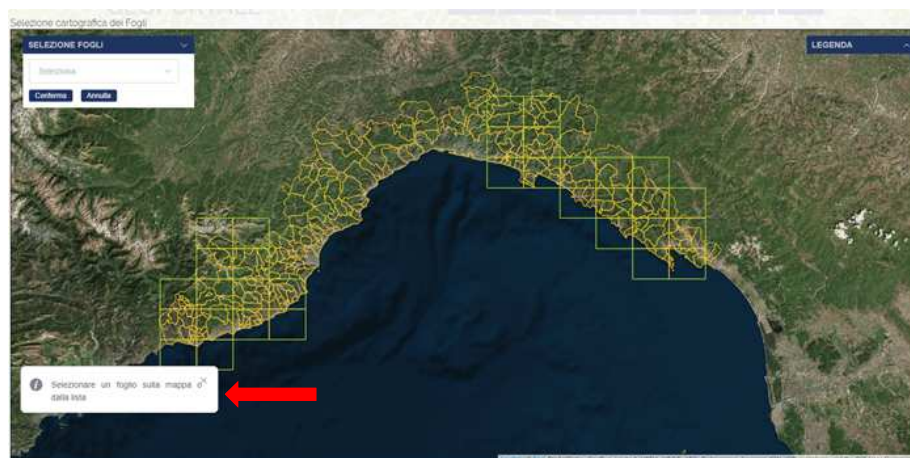 Selezione cartografica dei Fogli
SELEZIONE FOGLI
LEGENDA
Seleziona
Conferma Annulla
Selezionare un foglio sulla mappa o
dalla lista